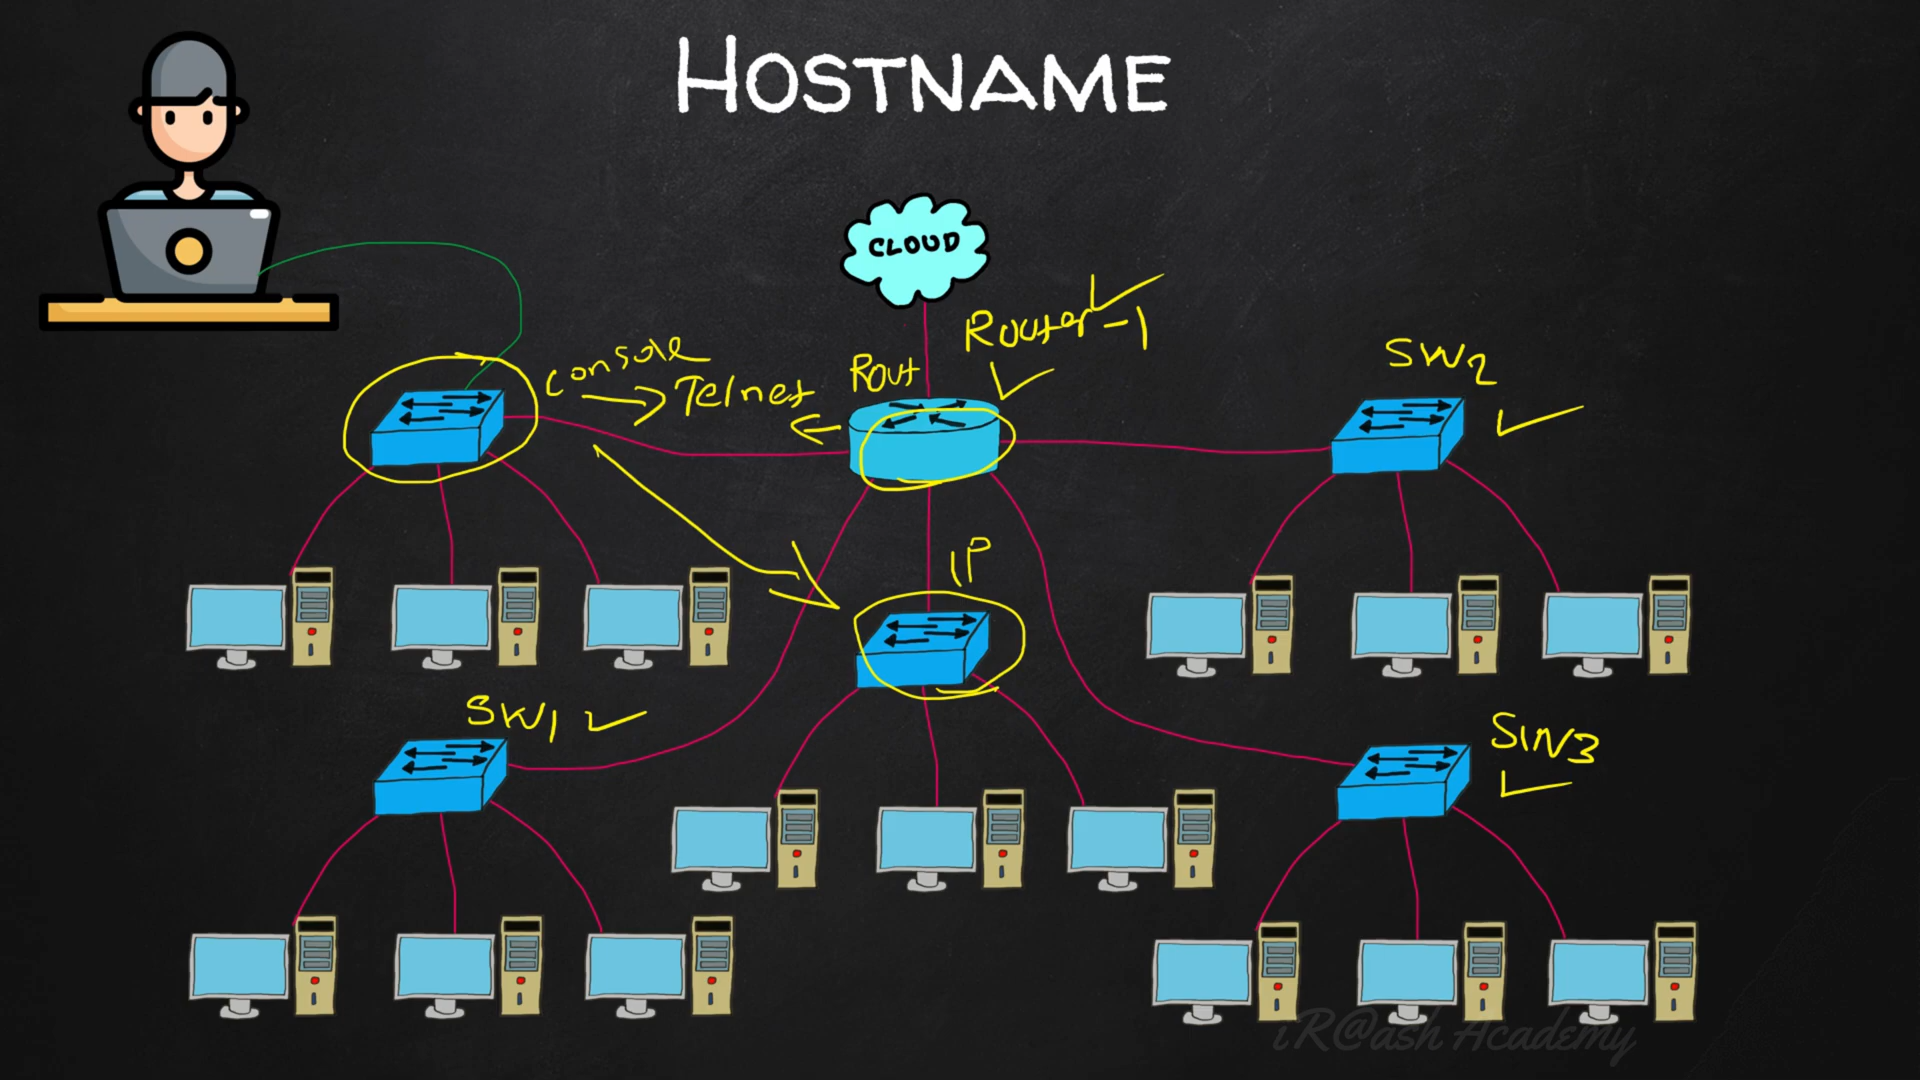 HOSTNAME
CLOUD
Router-1
Console
Telnet
Rout
SW2
IP
SW1
SW3
iR@ash Academy